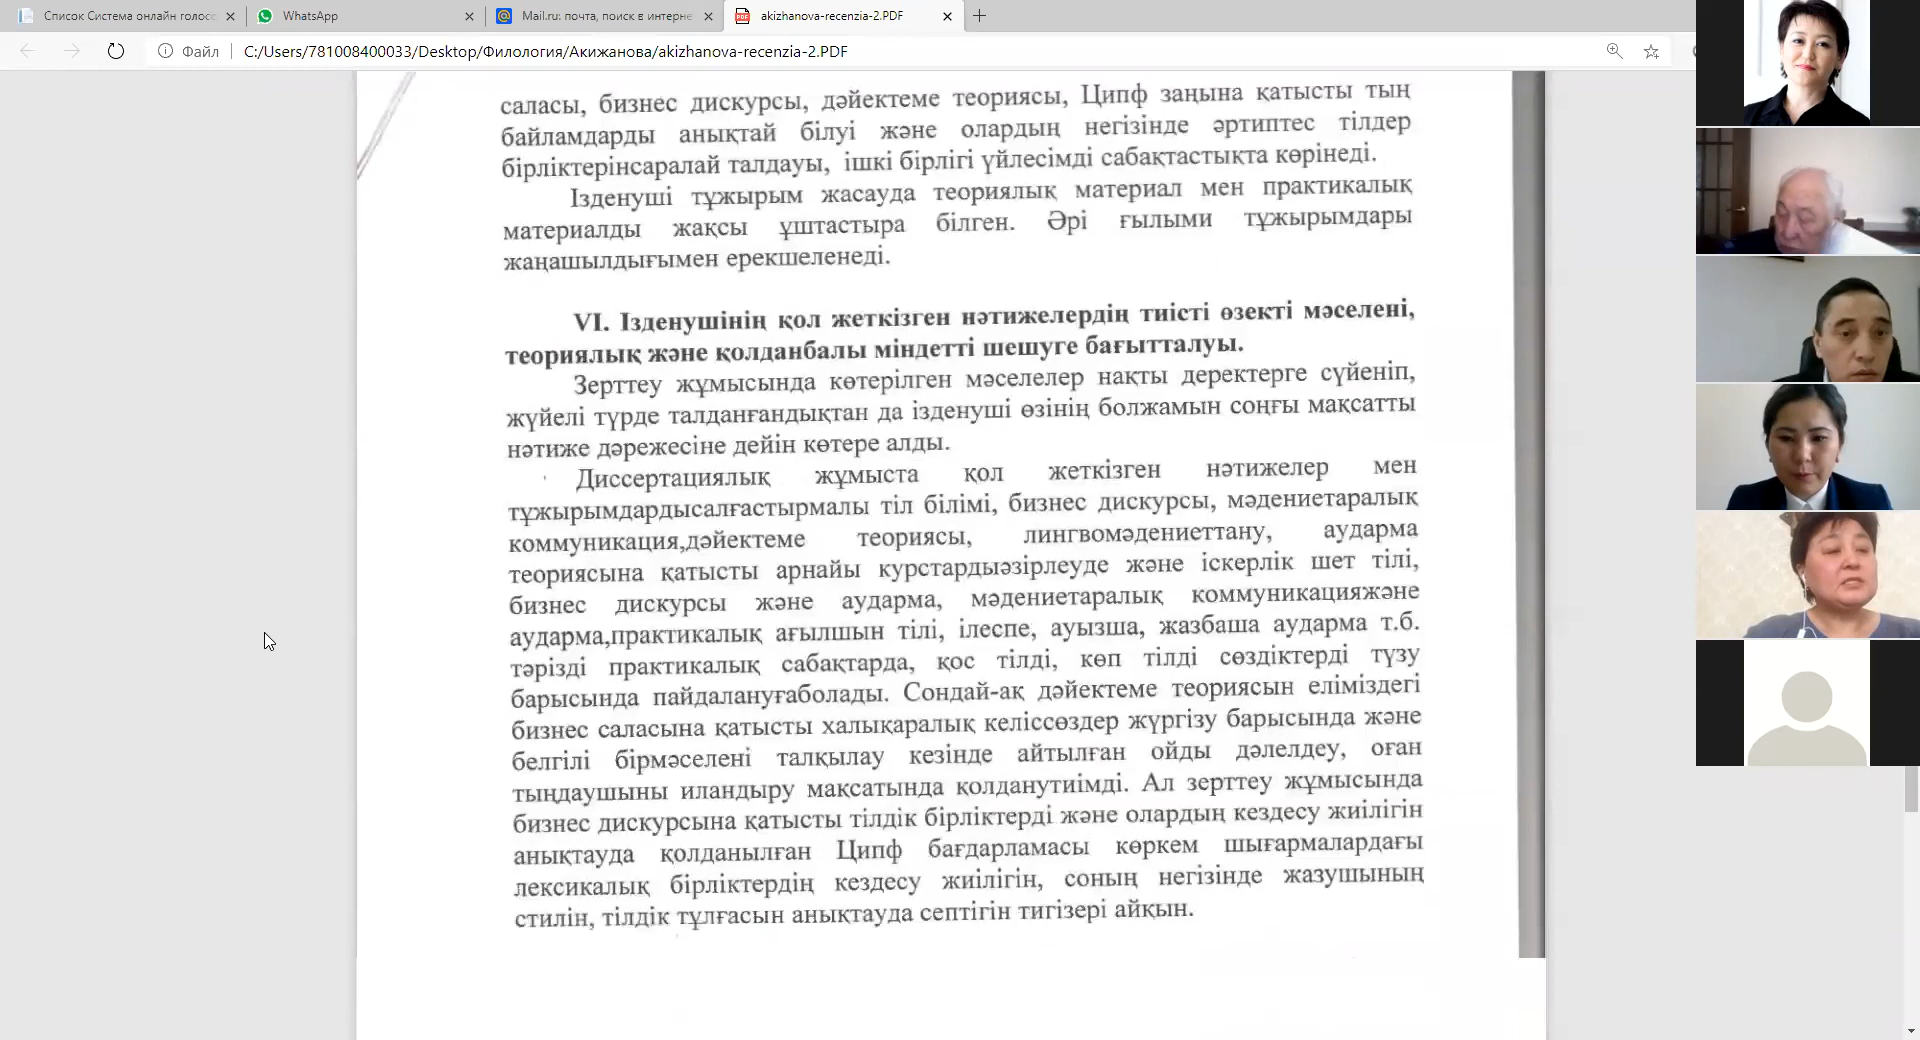 Список Система онлайн голосо
WhatsApp
Mail.ru: почта, поиск в интерне
akizhanova-recenzia-2.PDF
Файл
C:/Users/781008400033/Desktop/Филология/Акижанова/akizhanova-recenzia-2.PDF
саласы, бизнес дискурсы, дәйектеме теориясы, Ципф заңына қатысты тың
байламдарды анықтай білуі және олардың негізінде әртиптес тілдер
бірліктерінсаралай талдауы, ішкі бірлігі үйлесімді сабақтастықта көрінеді.
Ізденуші тұжырым жасауда теориялық материал мен практикалық
материалды жақсы ұштастыра білген. Әрі ғылыми тұжырымдары
жаңашылдығымен ерекшеленеді.
VI. Ізденушінің қол жеткізген нәтижелердің тиісті өзекті мәселені,
теориялық және қолданбалы міндетті шешуге бағытталуы.
Зерттеу жұмысында көтерілген мәселелер нақты деректерге сүйеніп,
жүйелі түрде талданғандықтан да ізденуші өзінің болжамын соңғы мақсатты
нәтиже дәрежесіне дейін көтере алды.
Диссертациялық жұмыста қол жеткізген нәтижелер мен
тұжырымдардысалғастырмалы тіл білімі, бизнес дискурсы, мәдениетаралық
коммуникация,дәйектеме теориясы, лингвомәдениеттану, аударма
теориясына қатысты арнайы курстардыәзірлеуде және іскерлік шет тілі,
бизнес дискурсы және аударма, мәдениетаралық коммуникацияжәне
аударма,практикалық ағылшын тілі, ілеспе, ауызша, жазбаша аударма т.б.
тәрізді практикалық сабақтарда, қос тілді, көп тілді сөздіктерді түзу
барысында пайдалануғаболады. Сондай-ақ дәйектеме теориясын еліміздегі
бизнес саласына қатысты халықаралық келіссөздер жүргізу барысында және
белгілі бірмәселені талқылау кезінде айтылған ойды дәлелдеу, оған
тыңдаушыны иландыру мақсатында қолданутиімді. Ал зерттеу жұмысында
бизнес дискурсына қатысты тілдік бірліктерді және олардың кездесу жиілігін
анықтауда қолданылған Ципф бағдарламасы көркем шығармалардағы
лексикалық бірліктердің кездесу жиілігін, соның негізінде жазушының
стилін, тілдік тұлғасын анықтауда септігін тигізері айқын.